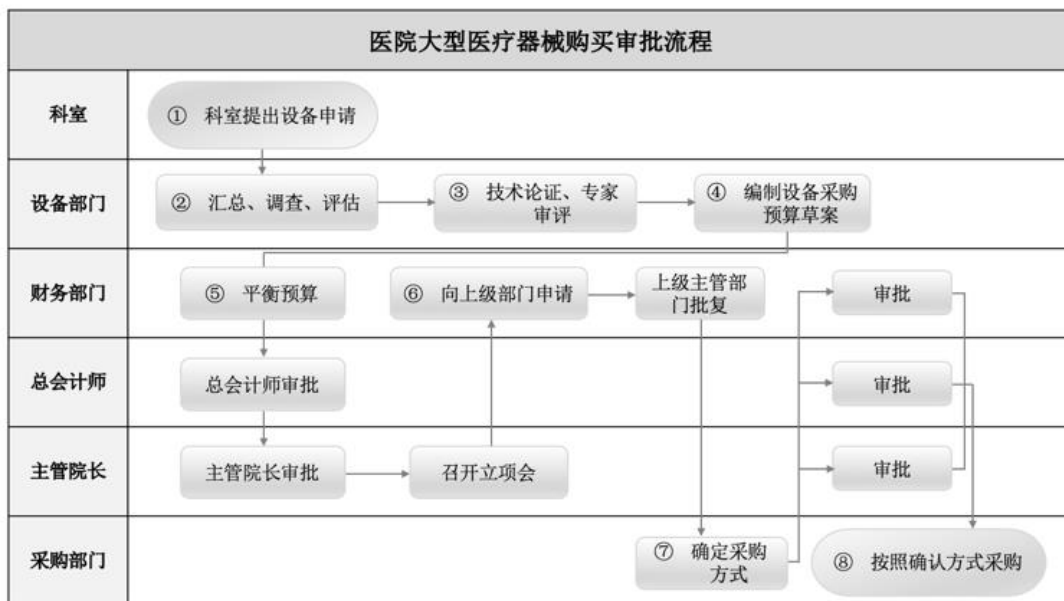 医院大型医疗器械购买审批流程
科室
① 科室提出设备申请
设备部门
② 汇总、调查、评估
③ 技术论证、专家
审评
④ 编制设备采购
预算草案
财务部门
⑤ 平衡预算
⑥ 向上级部门申请
上级主管部
门批复
审批
总会计师
总会计师审批
审批
主管院长
主管院长审批
召开立项会
审批
采购部门
⑦ 确定采购
方式
⑧ 按照确认方式采购